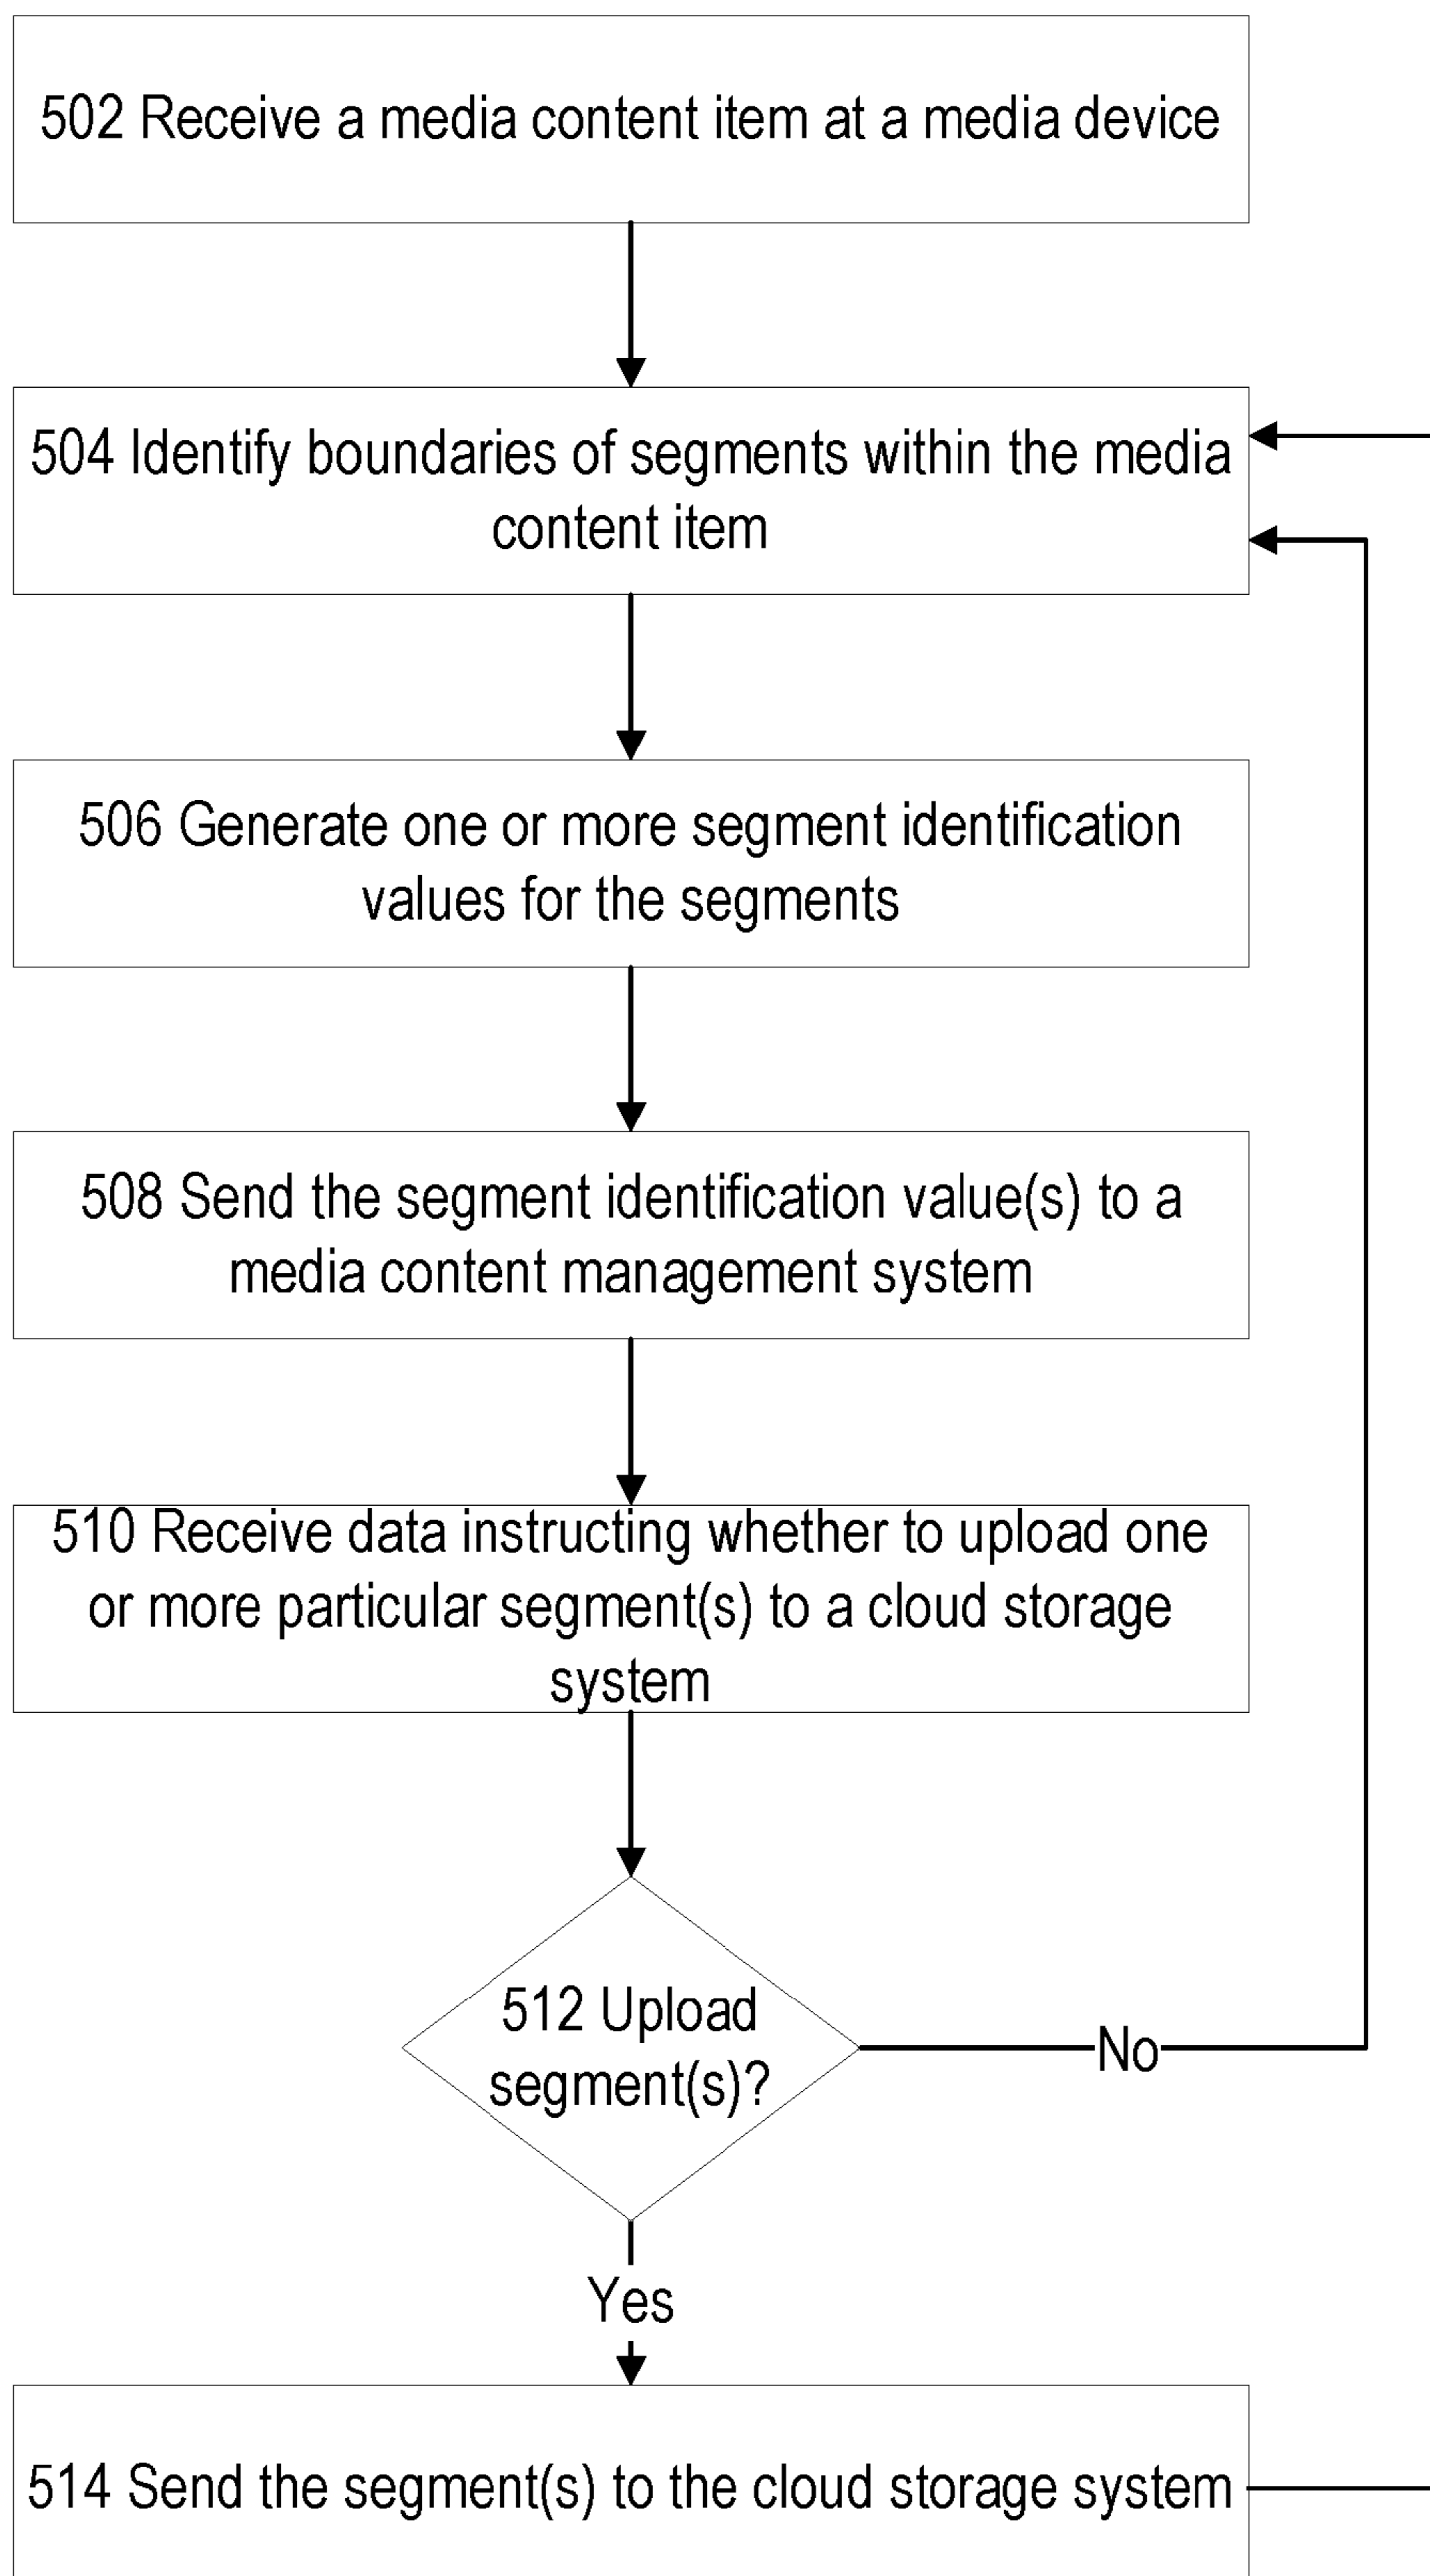 502 Receive a media content item at a media device
504 Identify boundaries of segments within the media
content item
506 Generate one or more segment identification
values for the segments
508 Send the segment identification value(s) to a
media content management system
510 Receive data instructing whether to upload one
or more particular segment(s) to a cloud storage
system
512 Upload
segment(s)?
No
Yes
514 Send the segment(s) to the cloud storage system